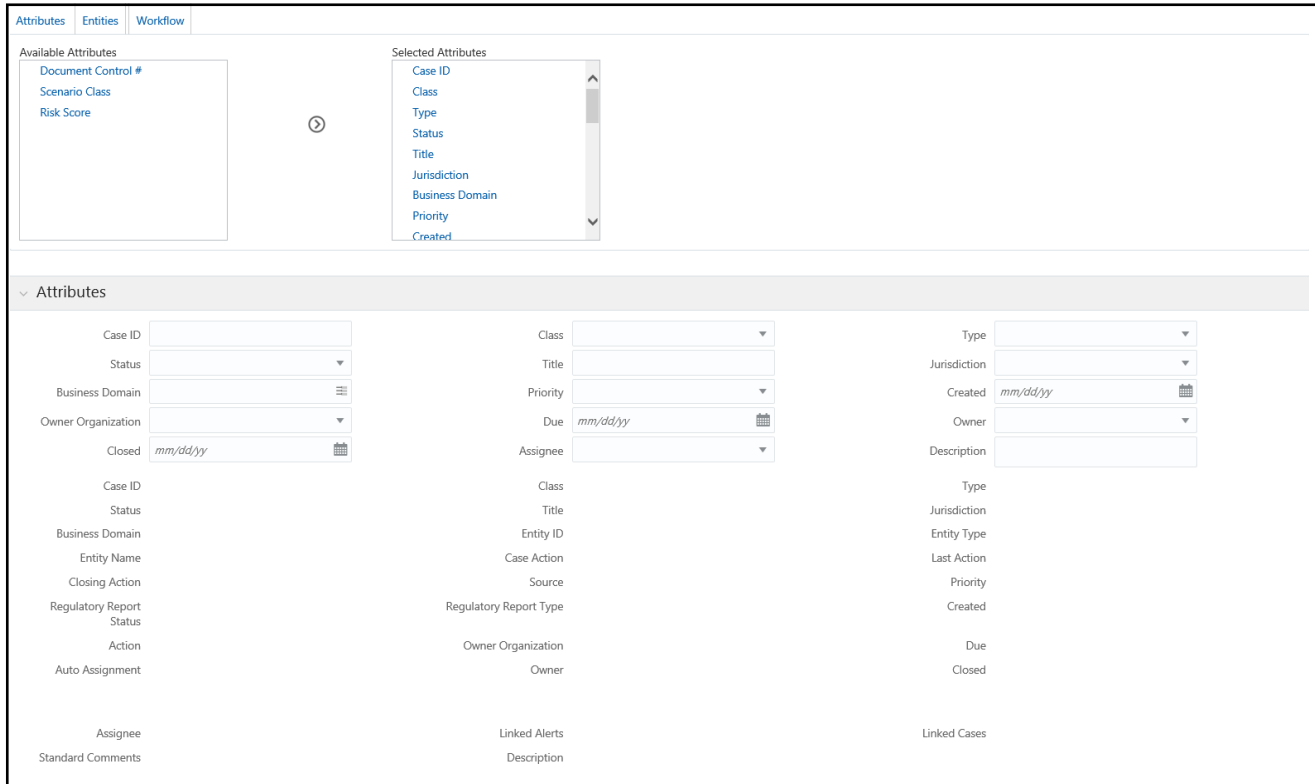 Attributes Entities Workflow
Available Attributes
Document Control #
Scenario Class
Risk Score
Selected Attributes
Case ID
Class
Type
Status
Title
Jurisdiction
Business Domain
Priority
Created
Attributes
Case ID Class Type
Status Title Jurisdiction
Business Domain Priority Created mm/dd/yy
Owner Organization Due mm/dd/yy Owner
Closed mm/dd/yy Assignee Description
Case ID Class Type
Status Title Jurisdiction
Business Domain Entity ID Entity Type
Entity Name Case Action Last Action
Closing Action Source Priority
Regulatory Report Regulatory Report Type Created
Status
Action Owner Organization Due
Auto Assignment Owner Closed
Assignee Linked Alerts Linked Cases
Standard Comments Description